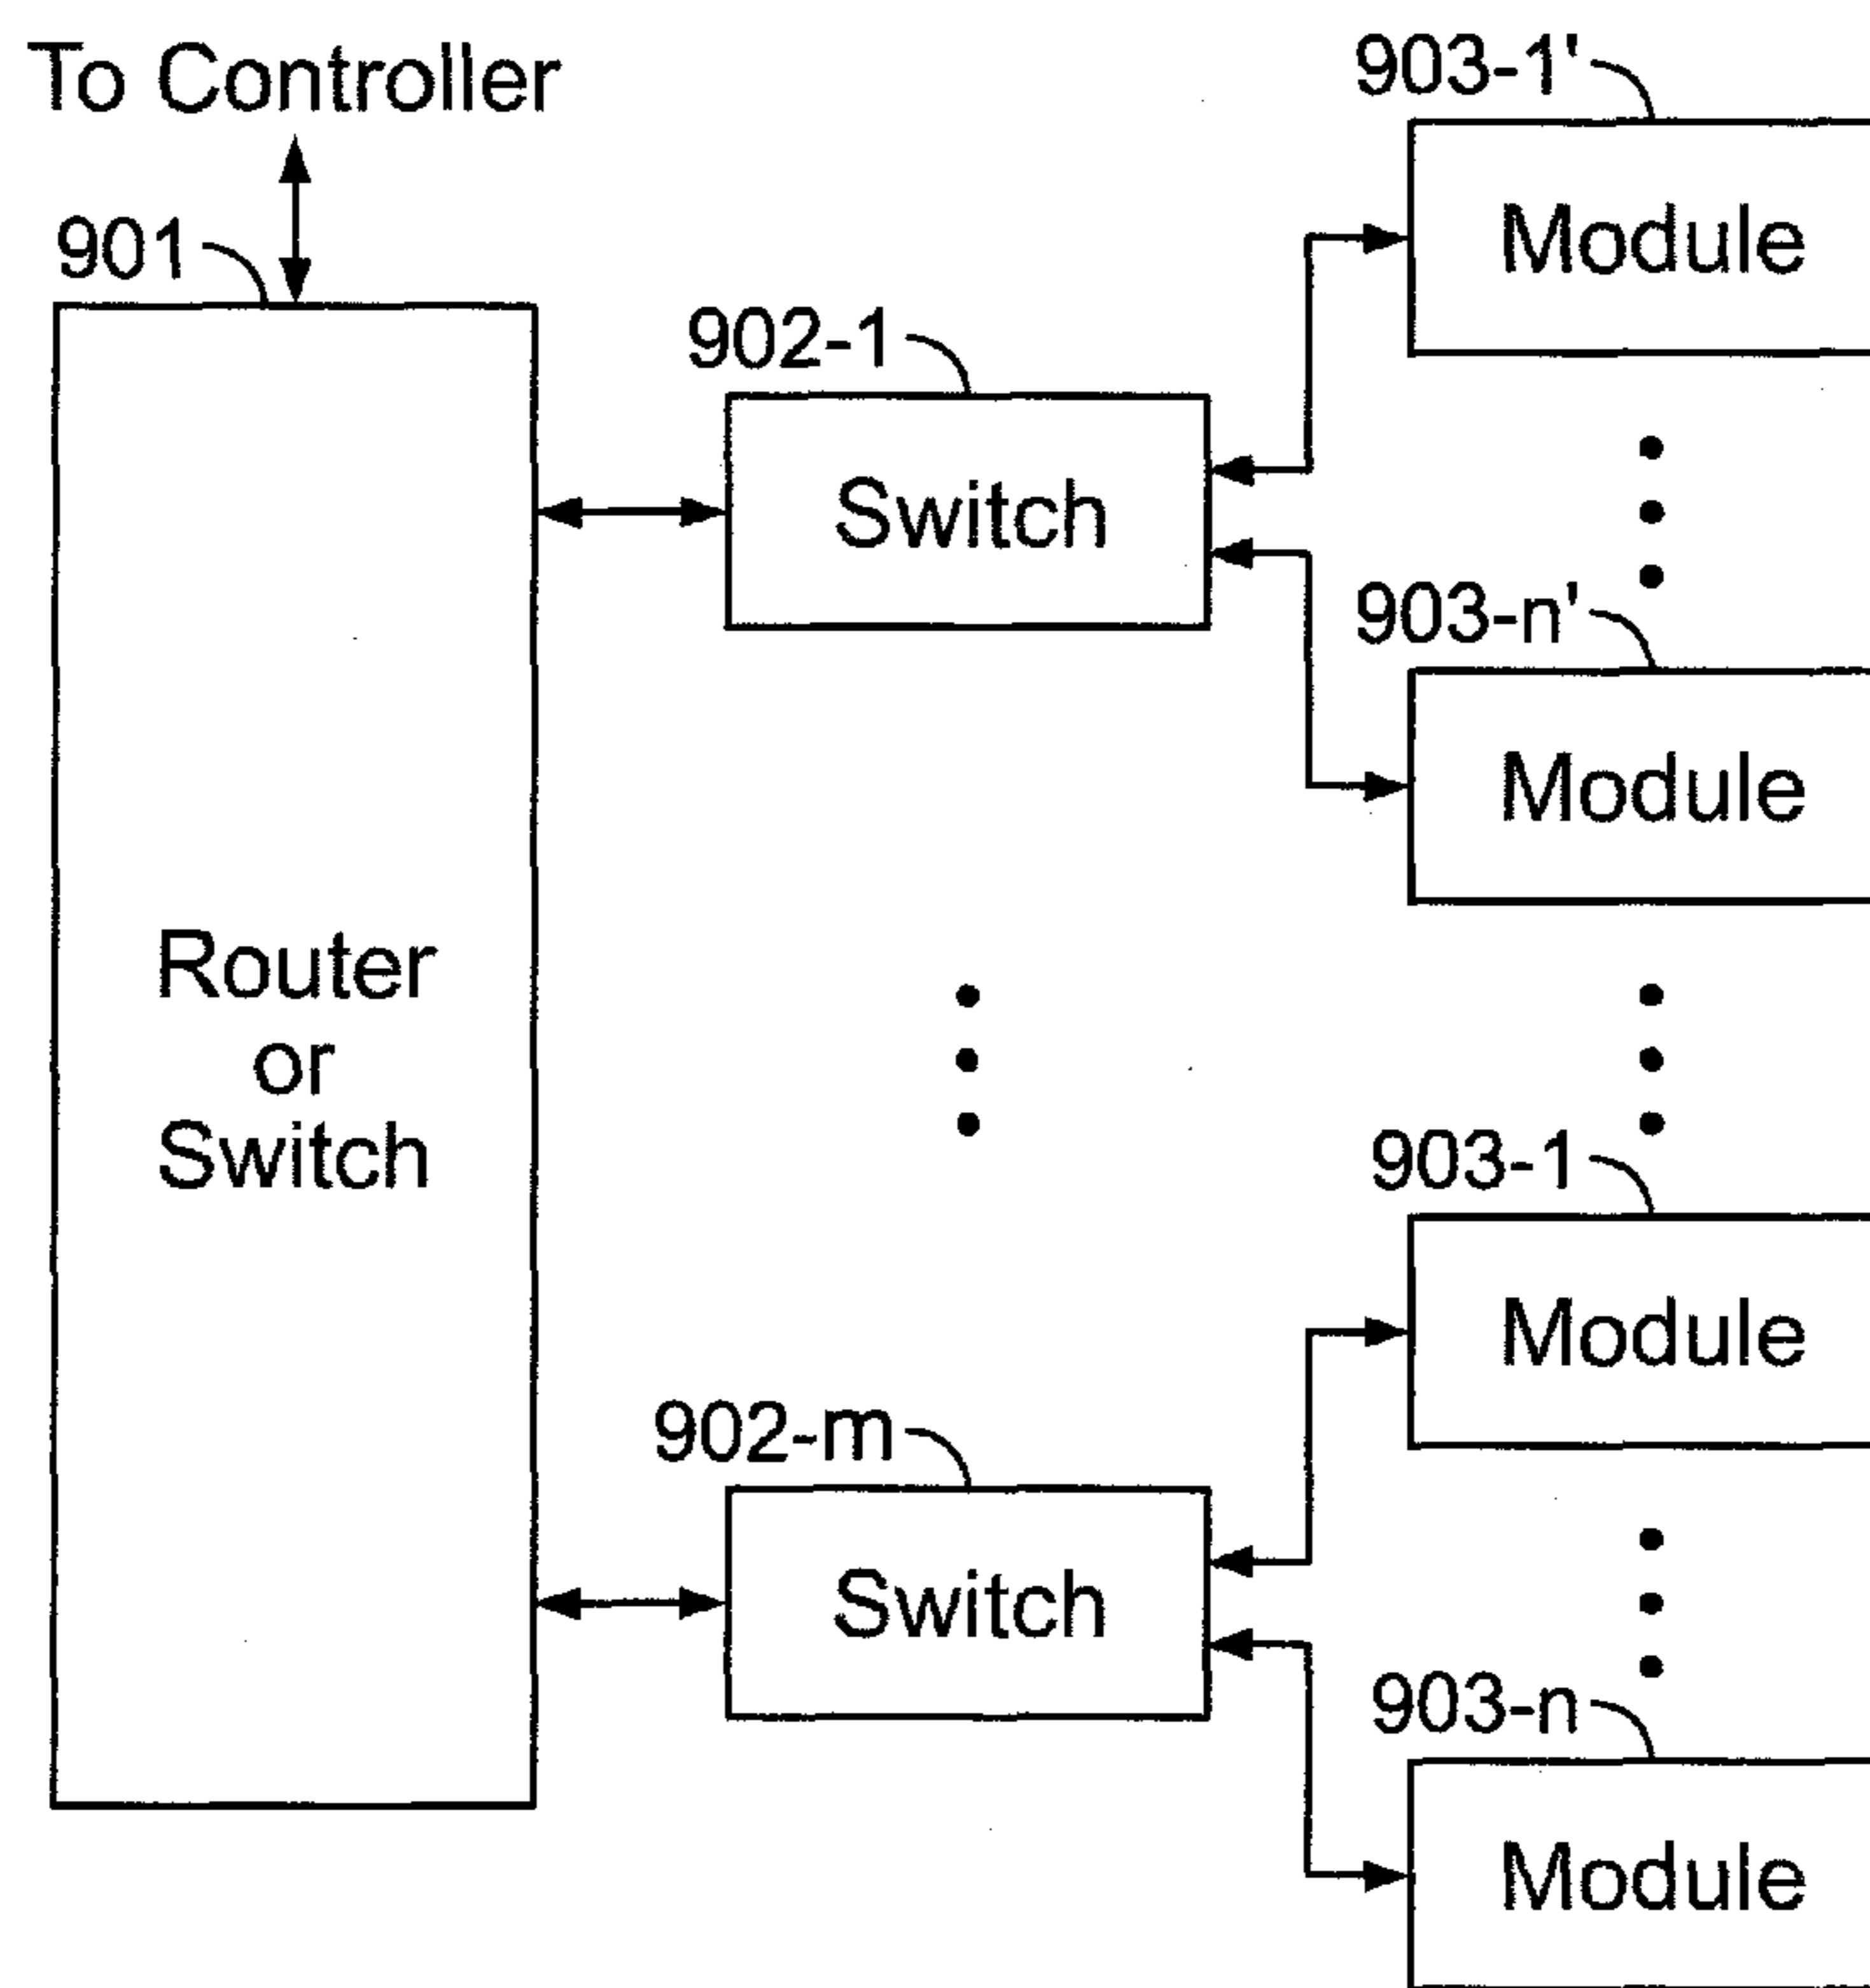 To Controller
901
Router
or
Switch
902-1
Switch
902-m
Switch
903-1'
Module
903-n'
Module
903-1
Module
903-n
Module